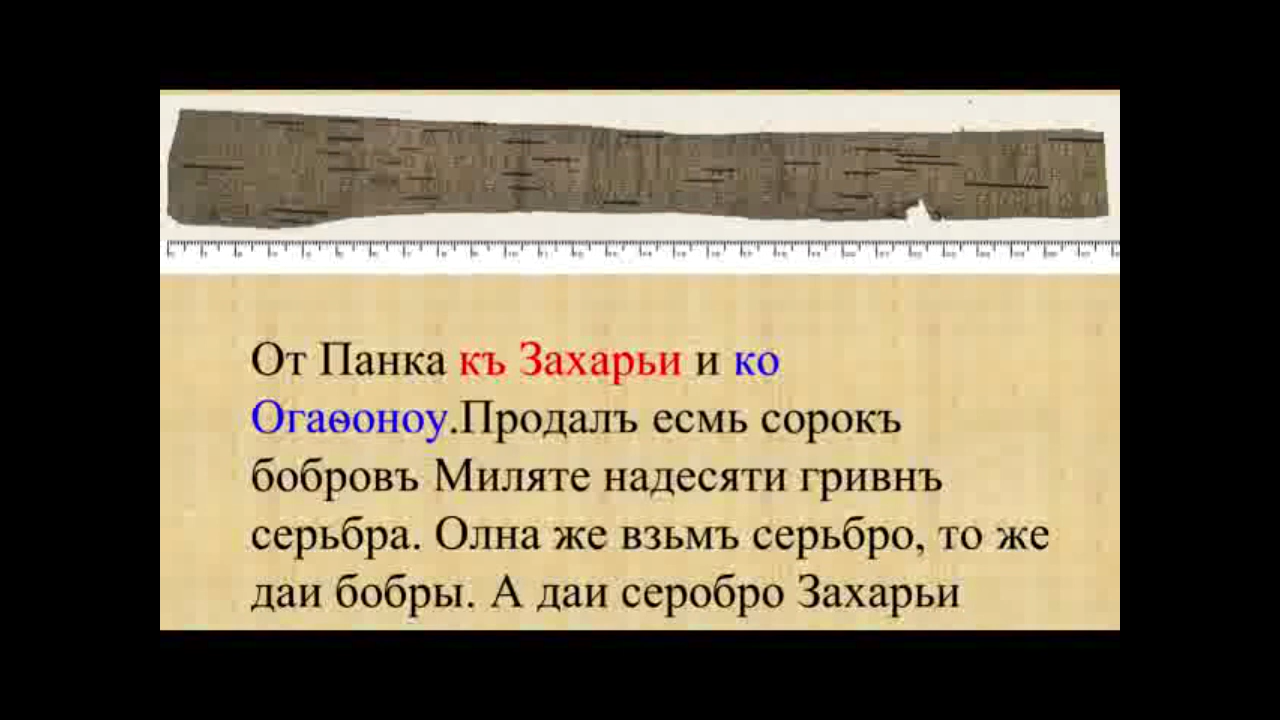 От Панка къ Захарьи и ко
Огаѳоноу.Продалъ есмь сорокъ
бобровъ Миляте надесяти гривнъ
серьбра. Олна же взьмъ серьбро, то же
даи бобры. А даи серобро Захарьи